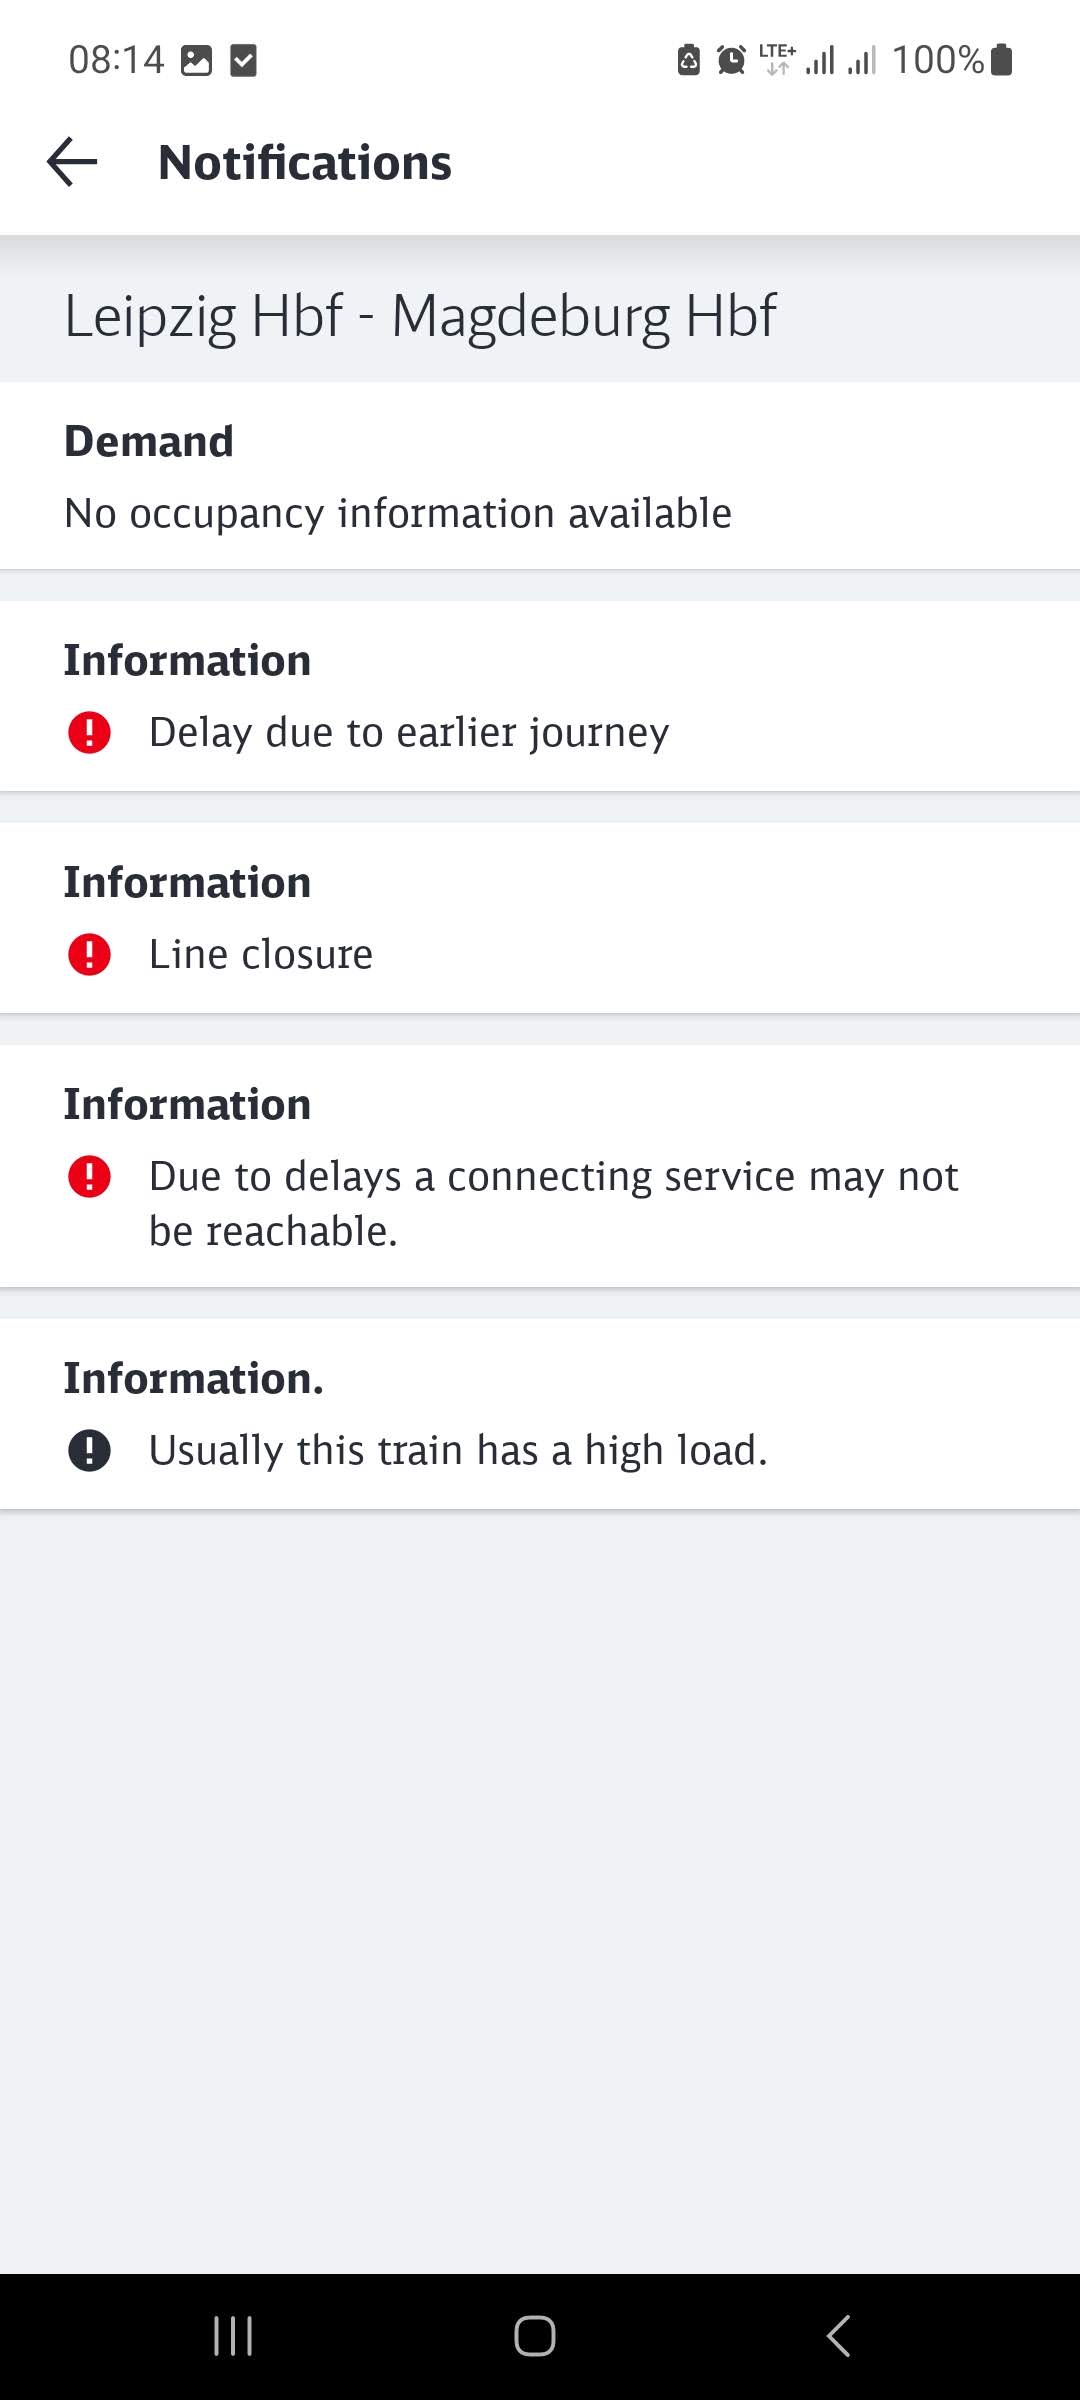 08:14 LTE+ 100%
Notifications
Leipzig Hbf - Magdeburg Hbf
Demand
No occupancy information available
Information
Delay due to earlier journey
Information
Line closure
Information
Due to delays a connecting service may not
be reachable.
Information.
Usually this train has a high load.